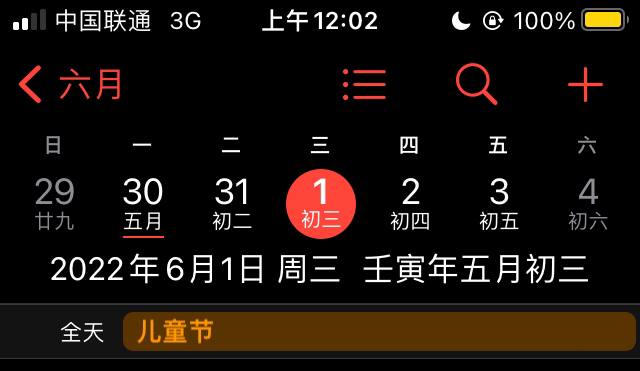 中国联通 3G 上午12:02 100%
六月
日 一 二 三 四 五 六
29 30 31 1 2 3 4
廿九 五月 初二 初三 初四 初五 初六
2022年6月1日 周三 壬寅年五月初三
全天 儿童节